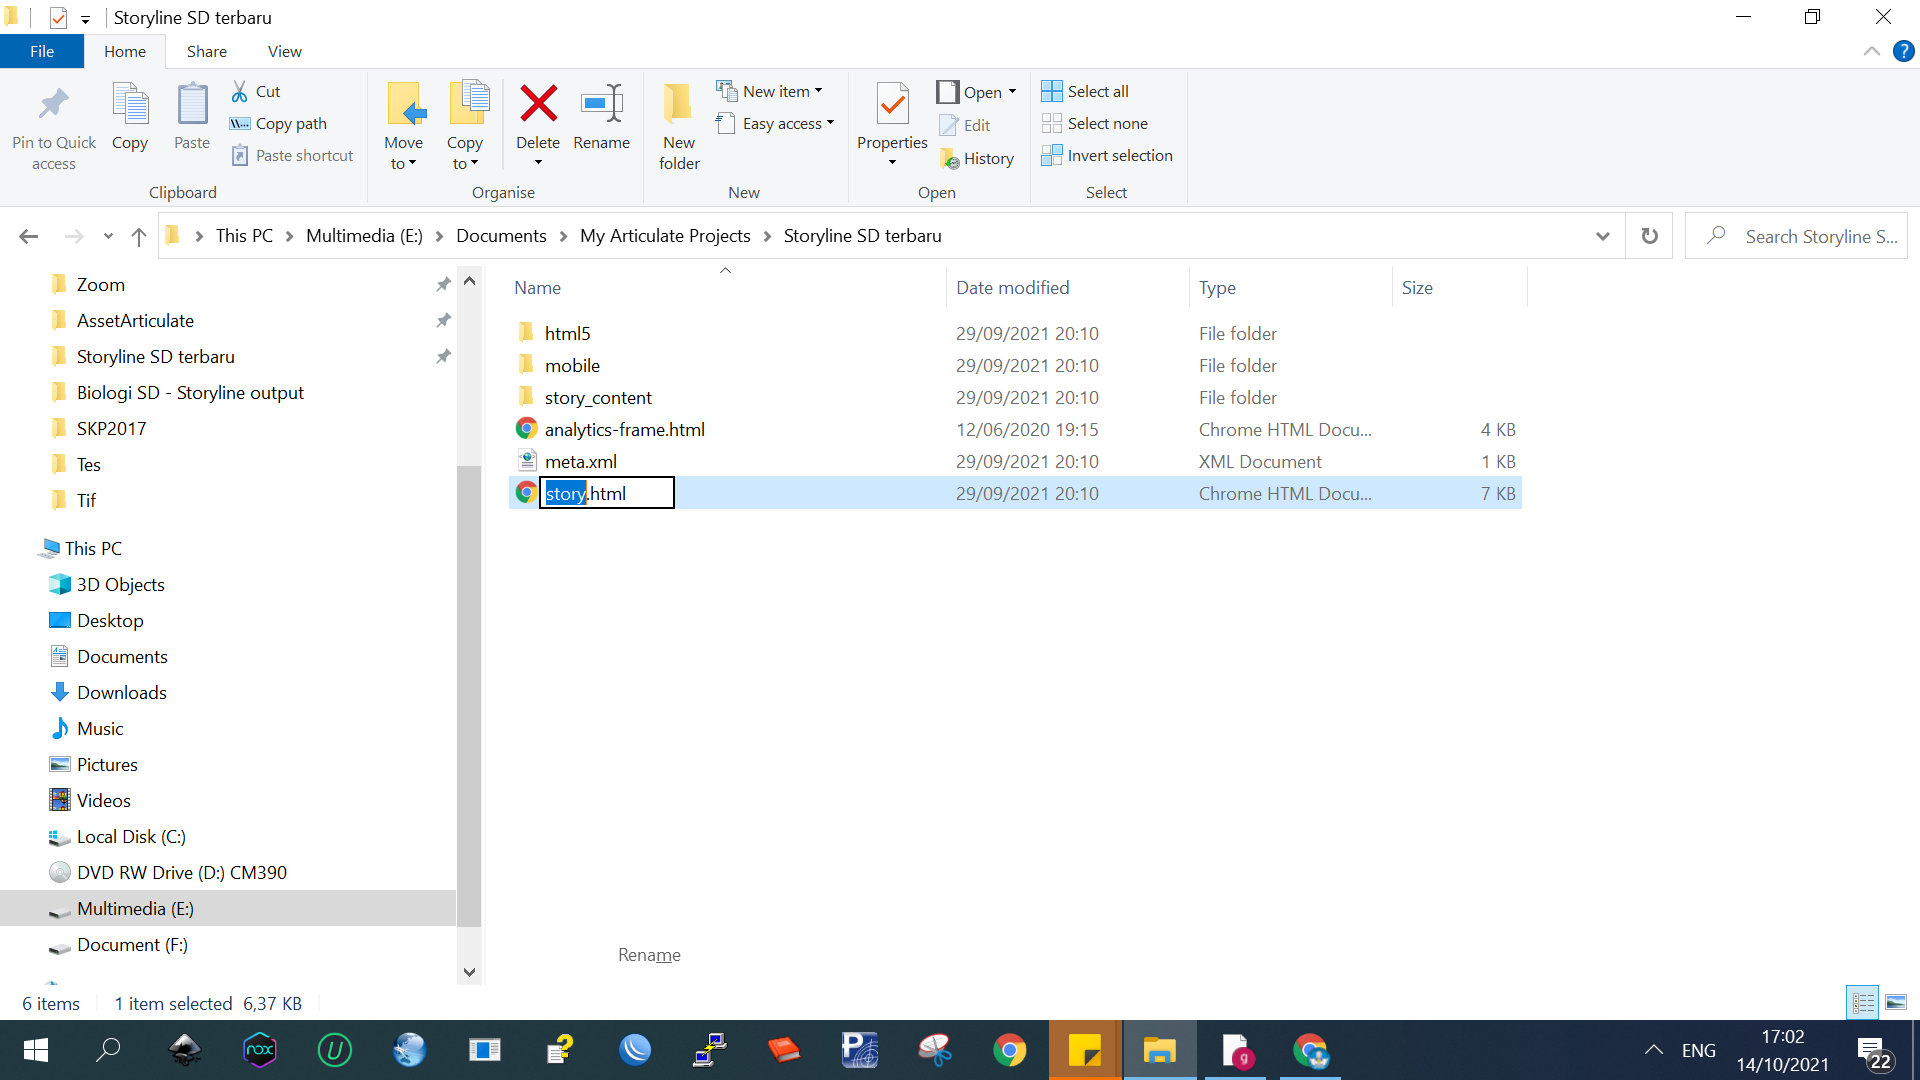 Storyline SD terbaru
File
Home
Share
View
Pin to Quick access
Copy
Paste
Cut
Copy path
Paste shortcut
Clipboard
Move to
Copy to
Delete
Rename
Organise
New folder
New item
Easy access
New
Properties
Open
Edit
History
Open
Select all
Select none
Invert selection
Select
This PC
Multimedia (E:)
Documents
My Articulate Projects
Storyline SD terbaru
Search Storyline S...
Zoom
AssetArticulate
Storyline SD terbaru
Biologi SD - Storyline output
SKP2017
Tes
Tif
This PC
3D Objects
Desktop
Documents
Downloads
Music
Pictures
Videos
Local Disk (C:)
DVD RW Drive (D:) CM390
Multimedia (E:)
Document (F:)
Name Date modified Type Size
html5 29/09/2021 20:10 File folder
mobile 29/09/2021 20:10 File folder
story_content 29/09/2021 20:10 File folder
analytics-frame.html 12/06/2020 19:15 Chrome HTML Docu... 4 KB
meta.xml 29/09/2021 20:10 XML Document 1 KB
story.html 29/09/2021 20:10 Chrome HTML Docu... 7 KB
Rename
6 items 1 item selected 6,37 KB
nox
U
P
g
ENG
17:02
14/10/2021
22